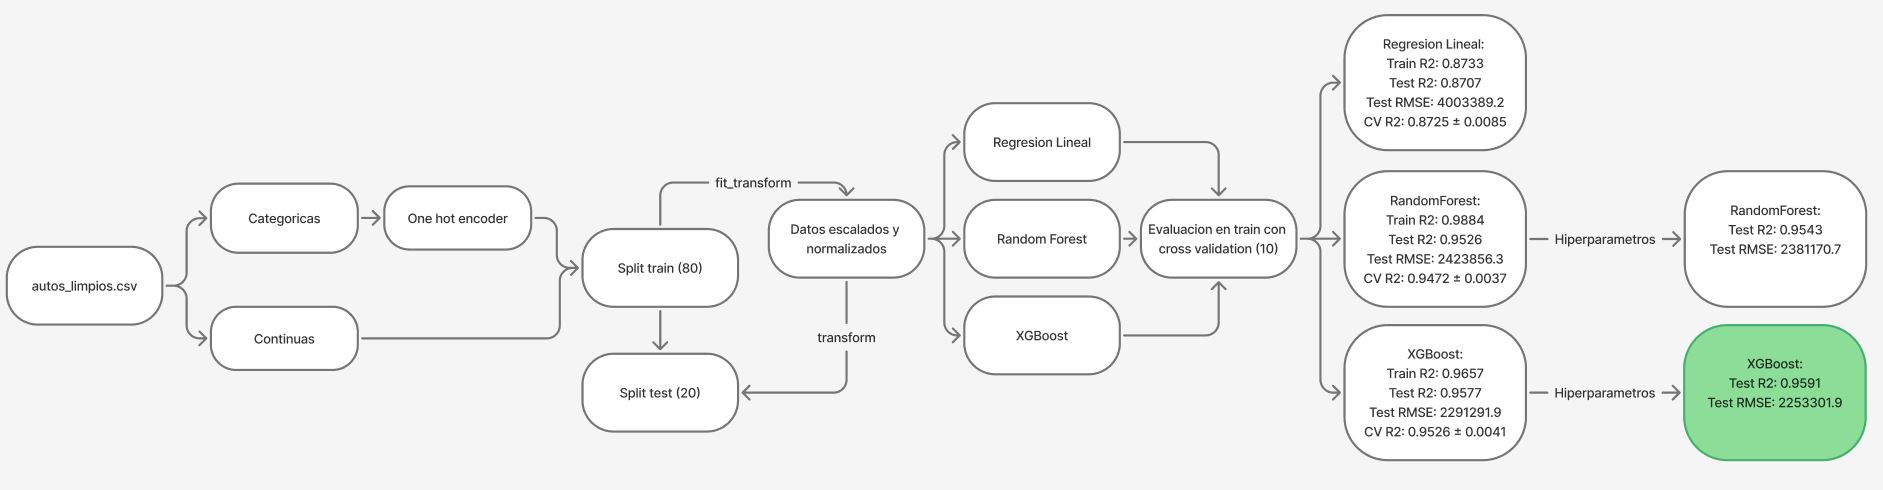 autos_limpios.csv
Categoricas
One hot encoder
Continuas
Split train (80)
Split test (20)
fit_transform
Datos escalados y
normalizados
transform
Regresion Lineal
Random Forest
XGBoost
Evaluacion en train con
cross validation (10)
Regresion Lineal:
Train R2: 0.8733
Test R2: 0.8707
Test RMSE: 4003389.2
CV R2: 0.8725 ± 0.0085
RandomForest:
Train R2: 0.9884
Test R2: 0.9526
Test RMSE: 2423856.3
CV R2: 0.9472 ± 0.0037
Hiperparametros
RandomForest:
Test R2: 0.9543
Test RMSE: 2381170.7
XGBoost:
Train R2: 0.9657
Test R2: 0.9577
Test RMSE: 2291291.9
CV R2: 0.9526 ± 0.0041
Hiperparametros
XGBoost:
Test R2: 0.9591
Test RMSE: 2253301.9